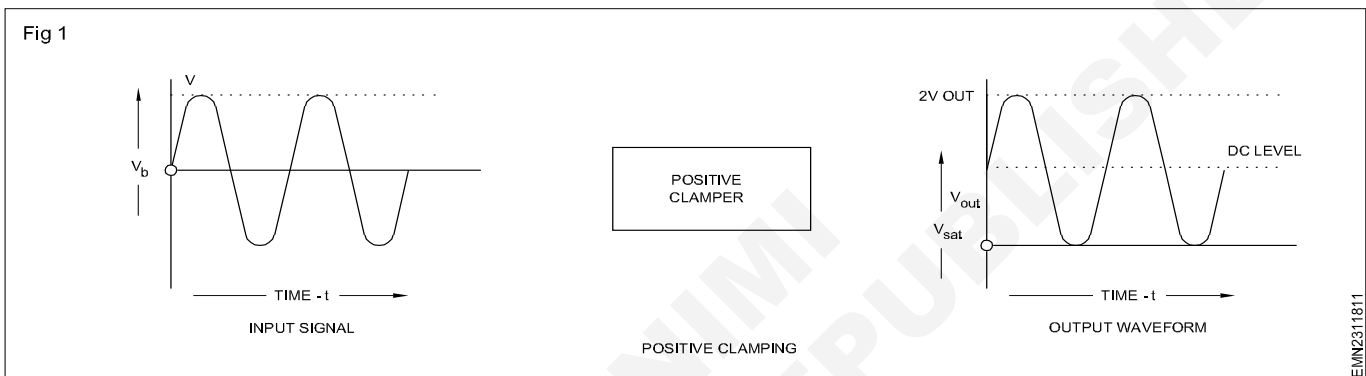 Fig 1
V
V_b
TIME - t
INPUT SIGNAL
POSITIVE
CLAMPER
POSITIVE CLAMPING
2V OUT
DC LEVEL
V_out
V_sat
TIME - t
OUTPUT WAVEFORM
EMN2311811
NIMI